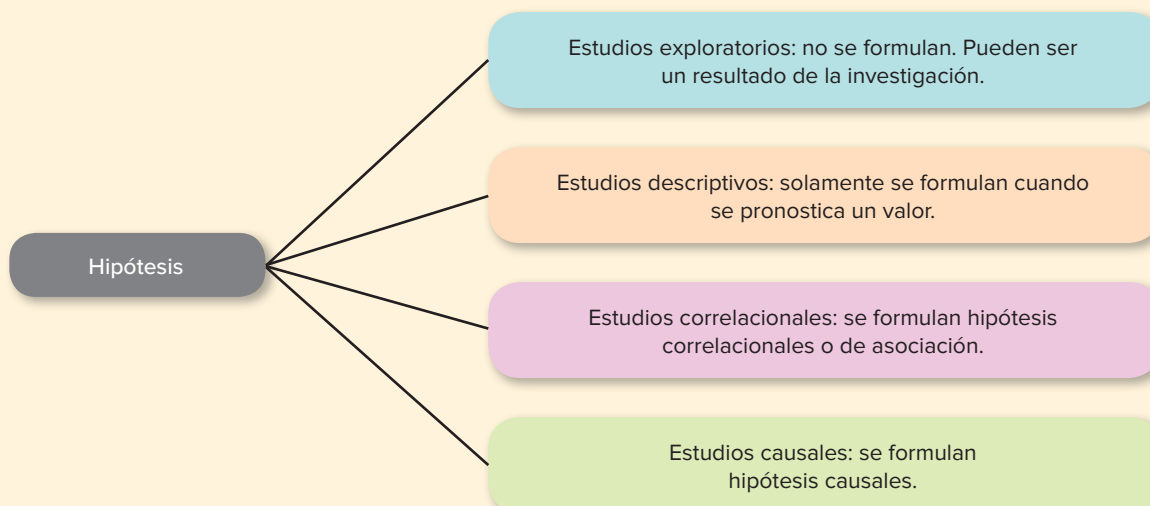 Estudios exploratorios: no se formulan. Pueden ser
un resultado de la investigación.
Estudios descriptivos: solamente se formulan cuando
se pronostica un valor.
Hipótesis
Estudios correlacionales: se formulan hipótesis
correlacionales o de asociación.
Estudios causales: se formulan
hipótesis causales.